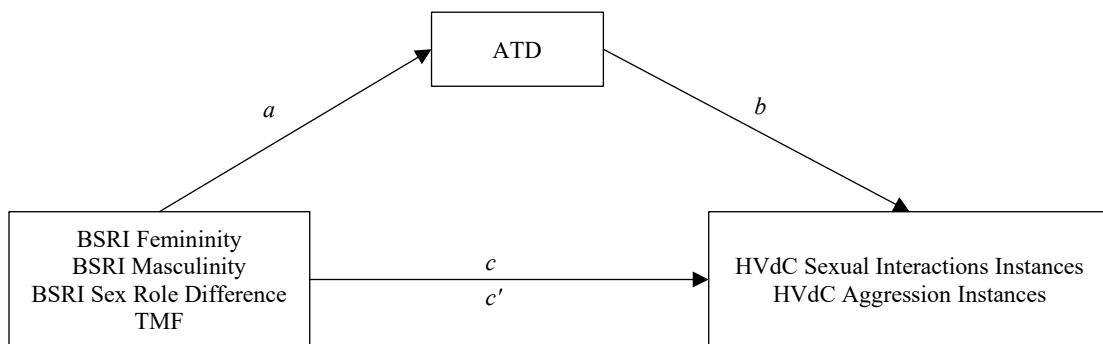 ATD
a
b
BSRI Femininity
BSRI Masculinity
BSRI Sex Role Difference
TMF
c
c′
HVdC Sexual Interactions Instances
HVdC Aggression Instances